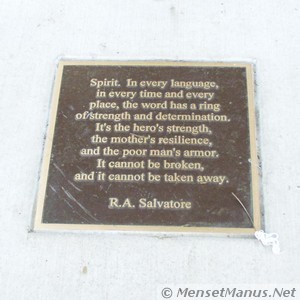 Spirit. In every language,
in every time and every
place, the word has a ring
of strength and determination.
It's the hero's strength,
the mother's resilience,
and the poor man's armor.
It cannot be broken,
and it cannot be taken away.
R.A. Salvatore
© MensetManus.Net